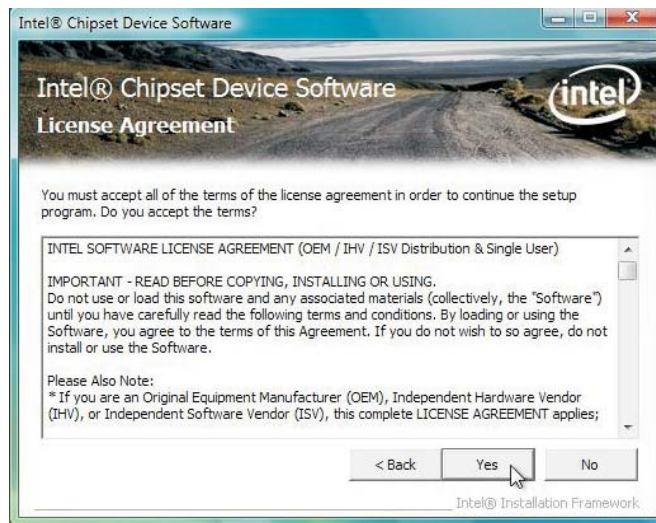 Intel® Chipset Device Software
Intel® Chipset Device Software
License Agreement
intel
You must accept all of the terms of the license agreement in order to continue the setup
program. Do you accept the terms?
INTEL SOFTWARE LICENSE AGREEMENT (OEM / IHV / ISV Distribution & Single User)
IMPORTANT - READ BEFORE COPYING, INSTALLING OR USING.
Do not use or load this software and any associated materials (collectively, the "Software")
until you have carefully read the following terms and conditions. By loading or using the
Software, you agree to the terms of this Agreement. If you do not wish to so agree, do not
install or use the Software.
Please Also Note:
* If you are an Original Equipment Manufacturer (OEM), Independent Hardware Vendor
(IHV), or Independent Software Vendor (ISV), this complete LICENSE AGREEMENT applies;
< Back
Yes
No
Intel® Installation Framework